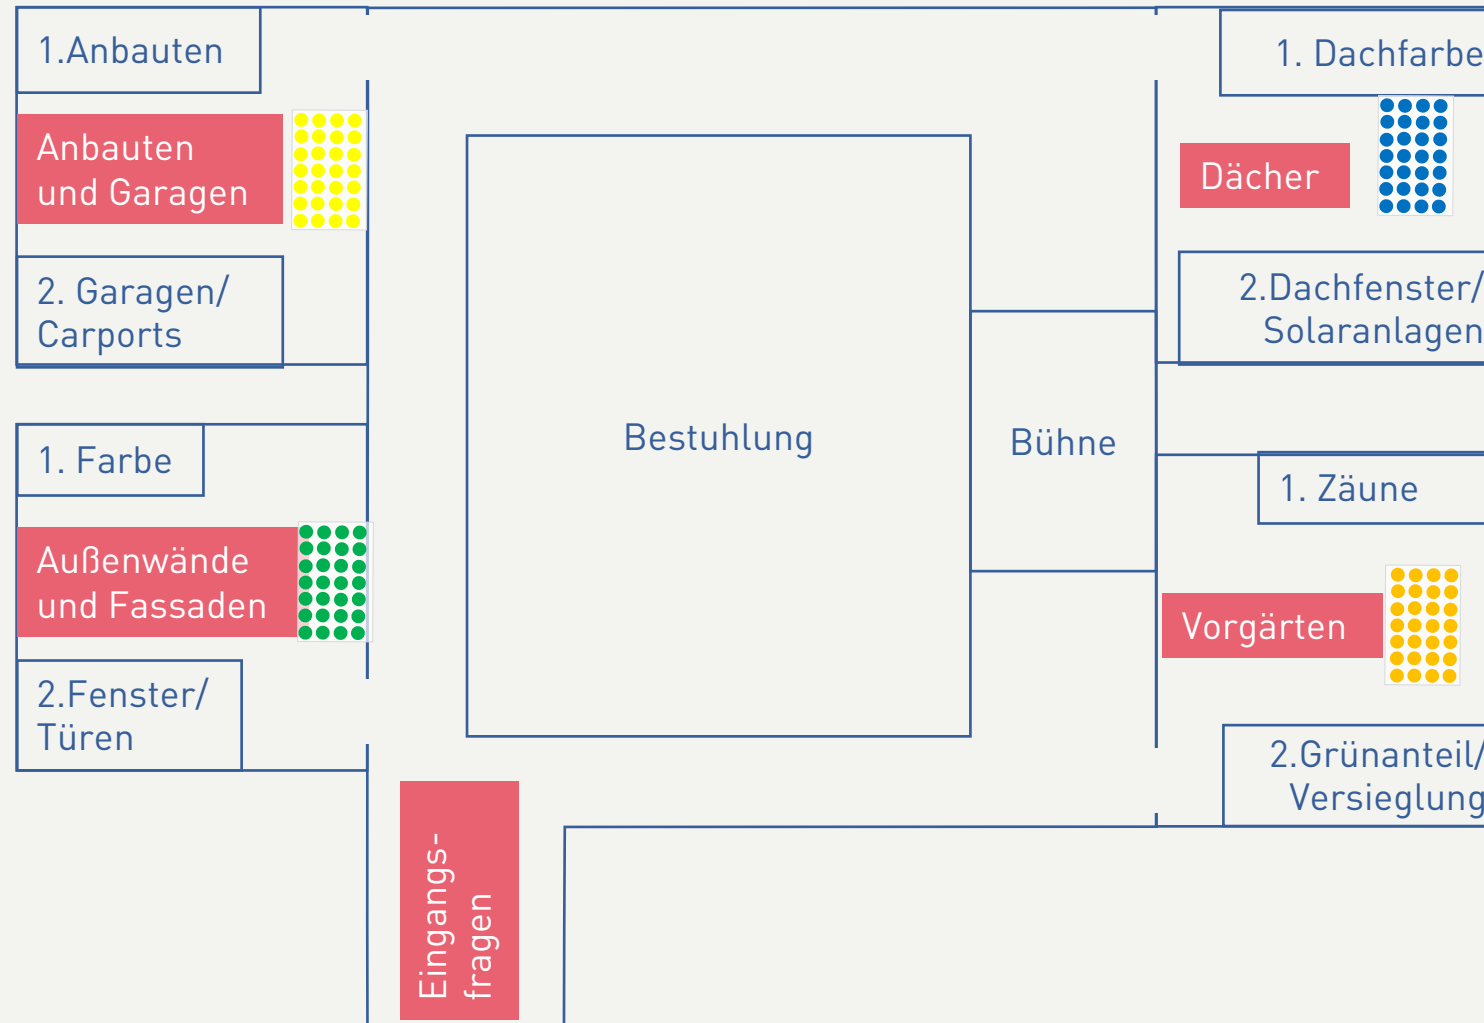 1.Anbauten
Anbauten
und Garagen
2. Garagen/
Carports
1. Farbe
Außenwände
und Fassaden
2.Fenster/
Türen
Eingangs-
fragen
Bestuhlung
Bühne
1. Dachfarbe
Dächer
2.Dachfenster/
Solaranlagen
1. Zäune
Vorgärten
2.Grünanteil/
Versieglung